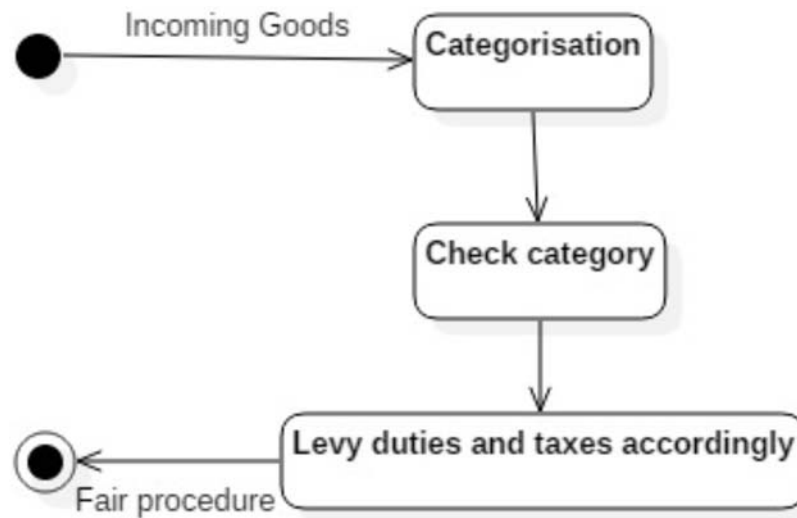 Incoming Goods
Categorisation
Check category
Levy duties and taxes accordingly
Fair procedure